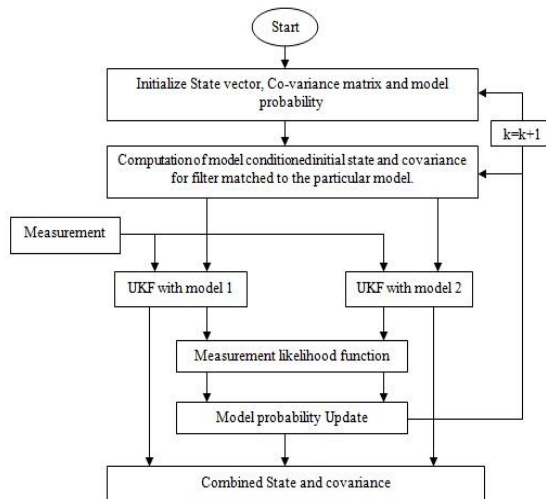 Start
Initialize State vector, Co-variance matrix and model
probability
k=k+1
Computation of model conditionedinitial state and covariance
for filter matched to the particular model.
Measurement
UKF with model 1
UKF with model 2
Measurement likelihood function
Model probability Update
Combined State and covariance